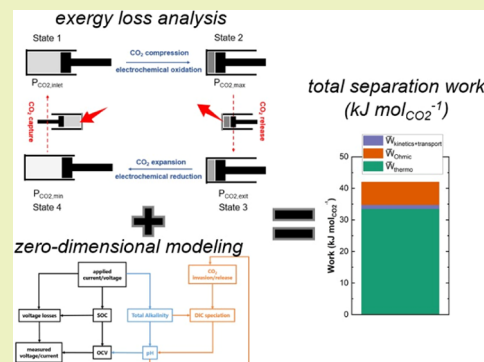 exergy loss analysis
State 1
State 2
CO2 compression
electrochemical oxidation
PCO2,inlet
PCO2,max
CO2 capture
CO2 release
CO2 expansion
electrochemical reduction
PCO2,min
PCO2,exit
State 4
State 3
zero-dimensional modeling
applied
current/voltage
CO2
invasion/release
voltage losses
SOC
Total Alkalinity
DIC speciation
measured
voltage/current
OCV
pH
total separation work
(kJ molCO2-1)
W̃kinetics+transport
W̃Ohmic
W̃thermo
Work (kJ molCO2-1)
50
40
30
20
10
0